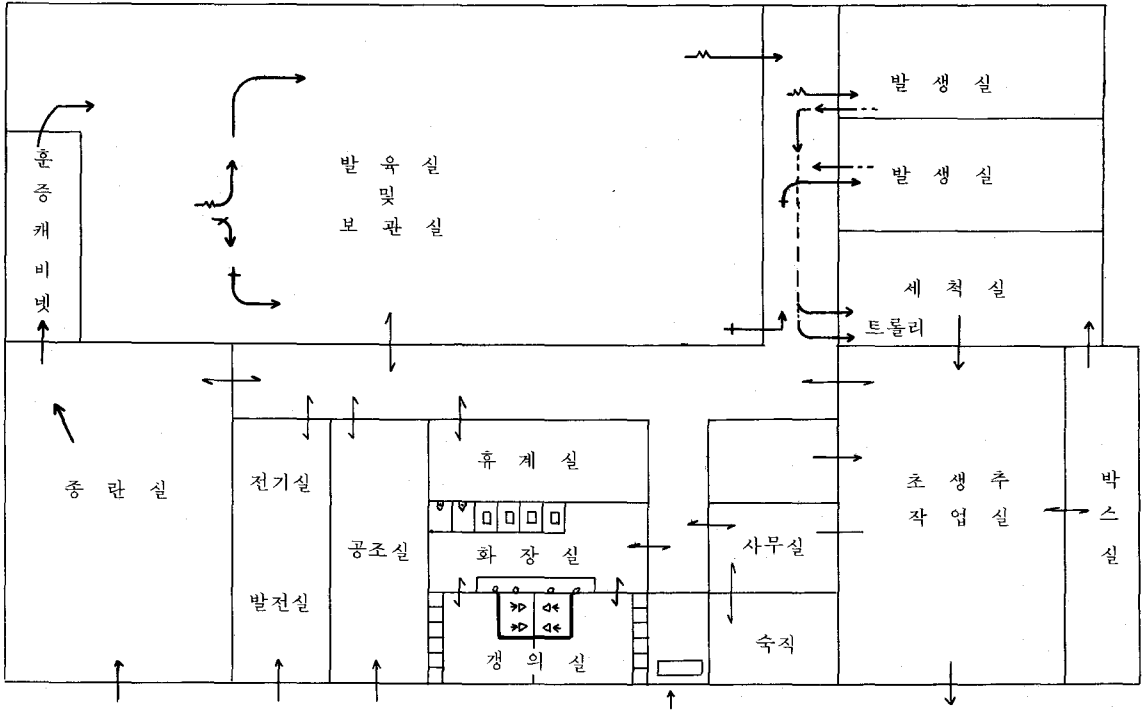 발생실
발육실
및
보관실
발생실
훈증캐비넷
세척실
트롤리
종란실
전기실
휴계실
초생추
작업실
박스실
공조실
화장실
사무실
발전실
갱의실
숙직